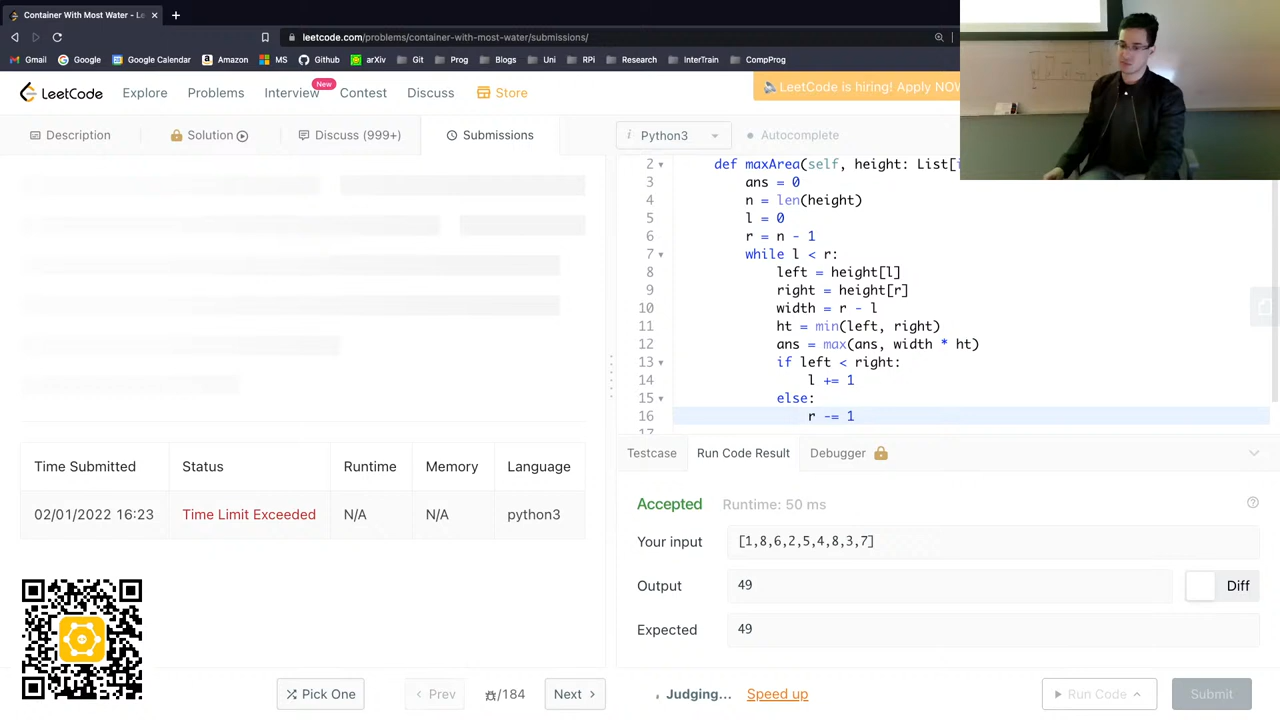 Container With Most Water - Le
leetcode.com/problems/container-with-most-water/submissions/
Gmail Google Google Calendar Amazon MS Github arXiv Git Prog Blogs Uni RPi Research InterTrain CompProg
LeetCode Explore Problems Interview New Contest Discuss Store
LeetCode is hiring! Apply NOW
Description Solution Discuss (999+) Submissions
i Python3 Autocomplete
2 def maxArea(self, height: List[i
3 ans = 0
4 n = len(height)
5 l = 0
6 r = n - 1
7 while l < r:
8 left = height[l]
9 right = height[r]
10 width = r - l
11 ht = min(left, right)
12 ans = max(ans, width * ht)
13 if left < right:
14 l += 1
15 else:
16 r -= 1
17
Time Submitted Status Runtime Memory Language
02/01/2022 16:23 Time Limit Exceeded N/A N/A python3
Testcase Run Code Result Debugger
Accepted Runtime: 50 ms
Your input [1,8,6,2,5,4,8,3,7]
Output 49 Diff
Expected 49
Pick One Prev /184 Next Judging... Speed up Run Code Submit